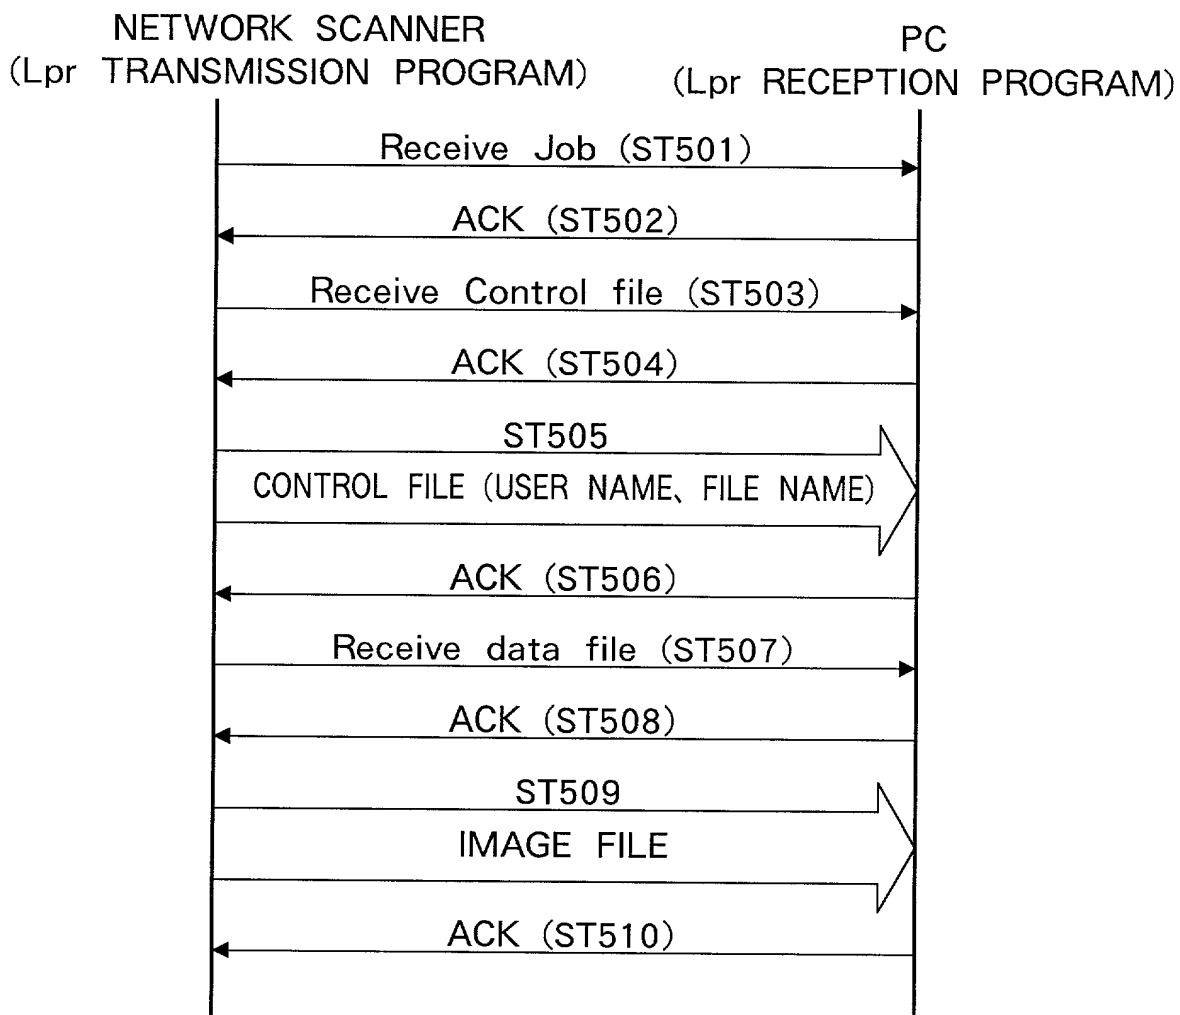 NETWORK SCANNER
(Lpr TRANSMISSION PROGRAM)
PC
(Lpr RECEPTION PROGRAM)
Receive Job (ST501)
ACK (ST502)
Receive Control file (ST503)
ACK (ST504)
ST505
CONTROL FILE (USER NAME、FILE NAME)
ACK (ST506)
Receive data file (ST507)
ACK (ST508)
ST509
IMAGE FILE
ACK (ST510)